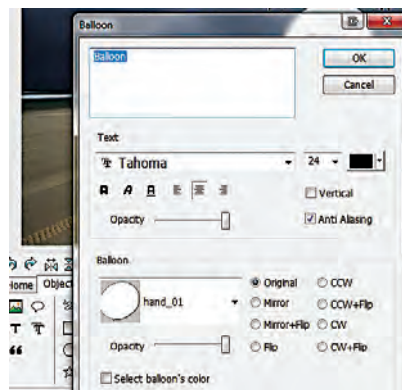 Balloon
Balloon
OK
Cancel
Text
Tahoma
24
A A A
Vertical
Opacity
Anti Aliasing
Home Object
Balloon
hand_01
Original CCW
Mirror CCW+Flip
Mirror+Flip CW
Flip CW+Flip
Opacity
Select balloon's color